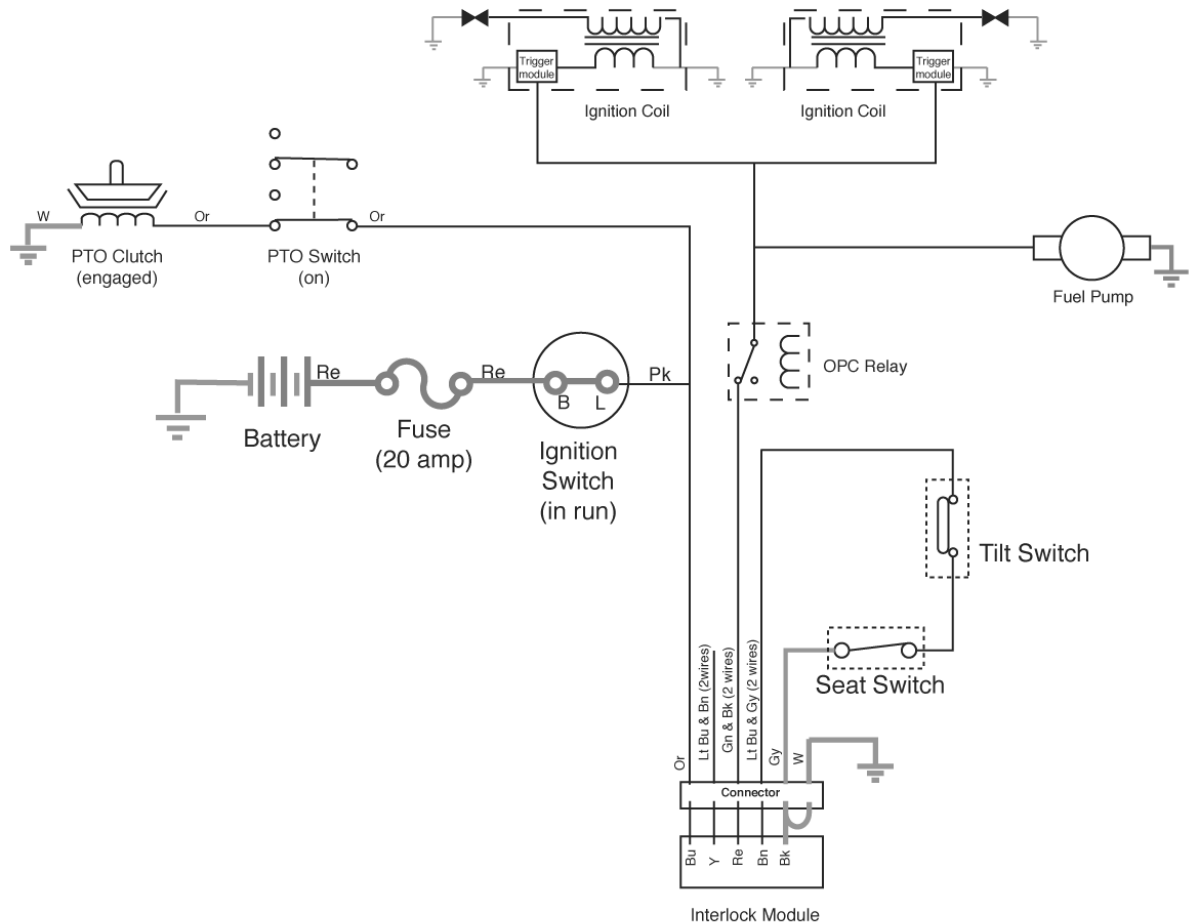 Trigger
module
Trigger
module
Ignition Coil
Ignition Coil
W
Or
Or
PTO Clutch
(engaged)
PTO Switch
(on)
Fuel Pump
OPC Relay
Re
Re
Pk
B
L
Battery
Fuse
(20 amp)
Ignition
Switch
(in run)
Tilt Switch
Seat Switch
Or
Lt Bu & Bn (2wires)
Gn & Bk (2 wires)
Lt Bu & Gy (2 wires)
Gy
W
Connector
Bu
Y
Re
Bn
Bk
Interlock Module